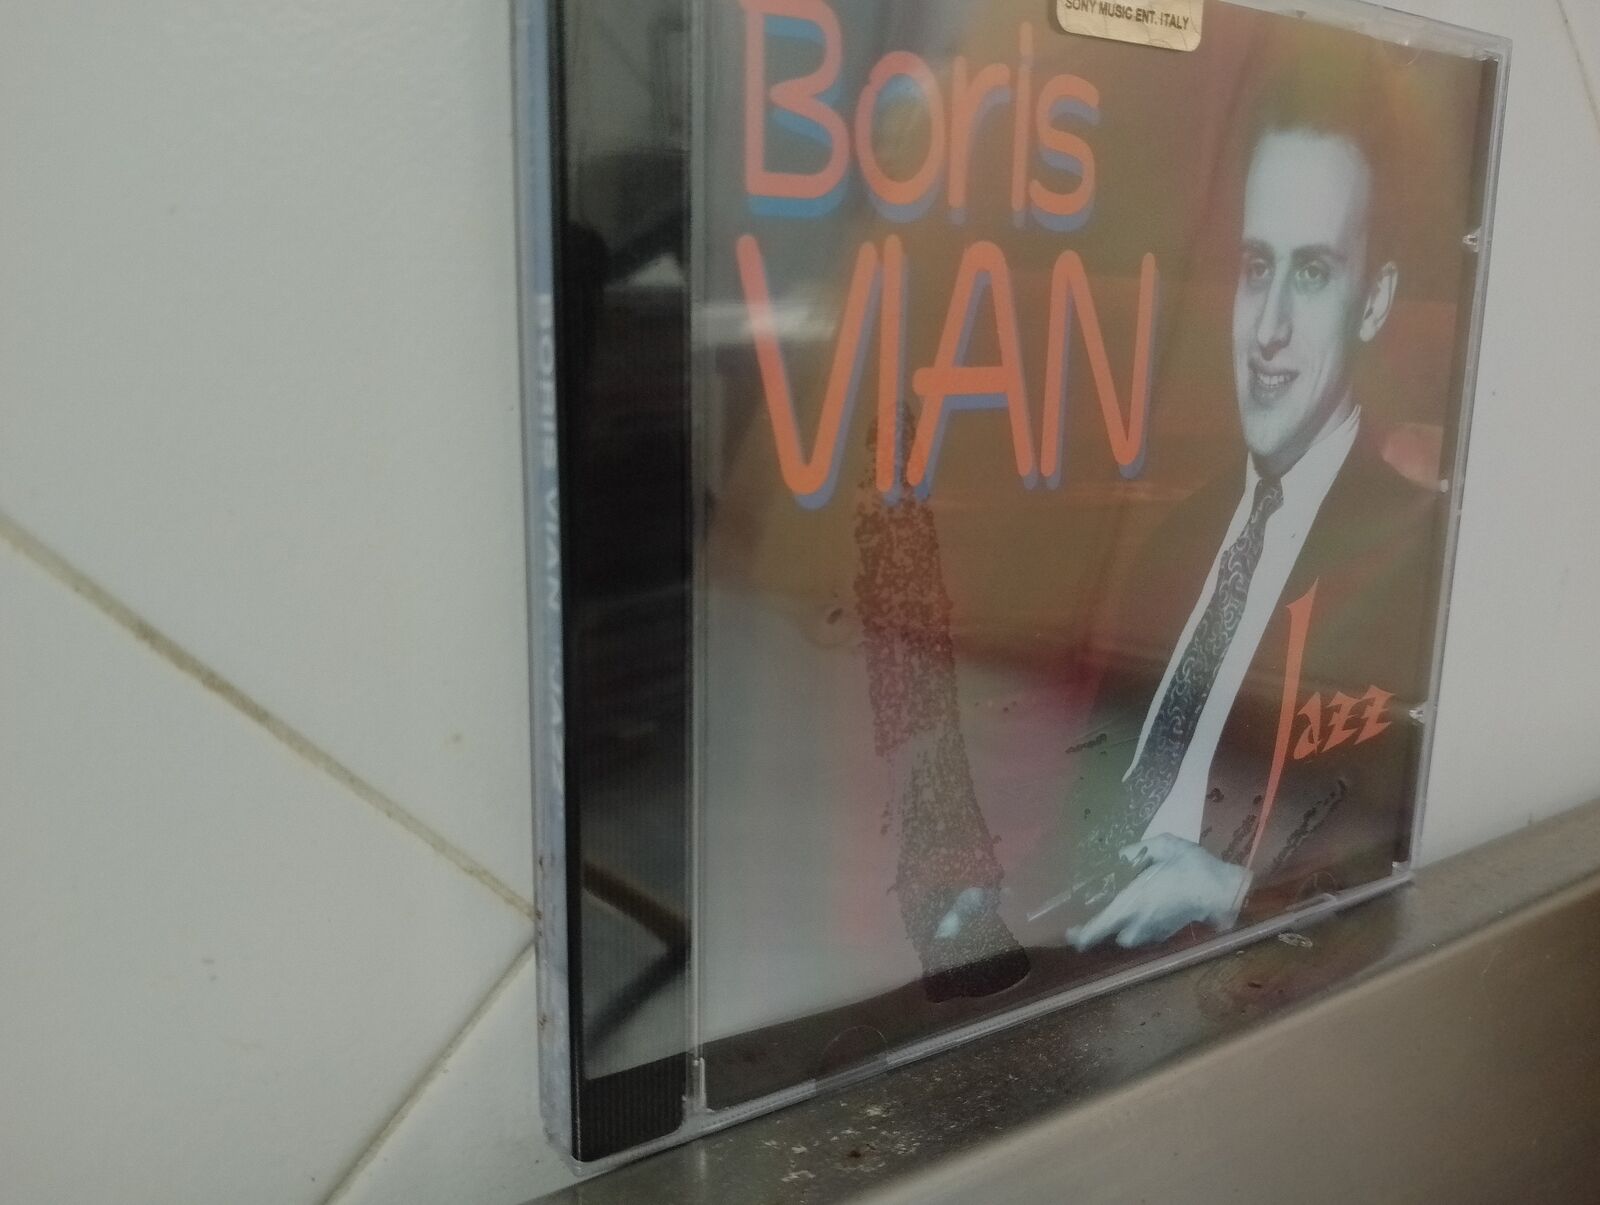 SONY MUSIC ENT. ITALY
Boris
VIAN
Jazz
BORIS VIAN JAZZ